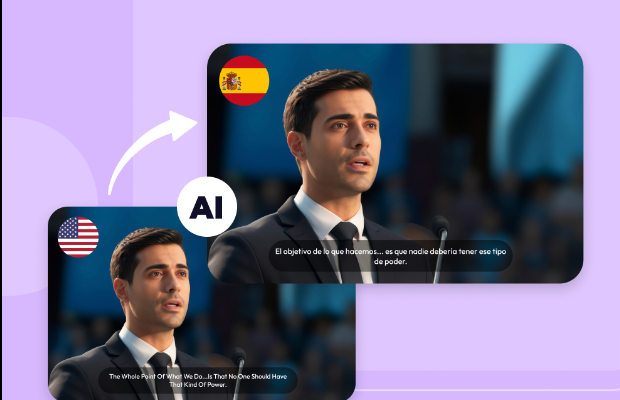 AI
El objetivo de lo que hacemos... es que nadie debería tener ese tipo
de poder.
The Whole Point Of What We Do...Is That No One Should Have
That Kind Of Power.